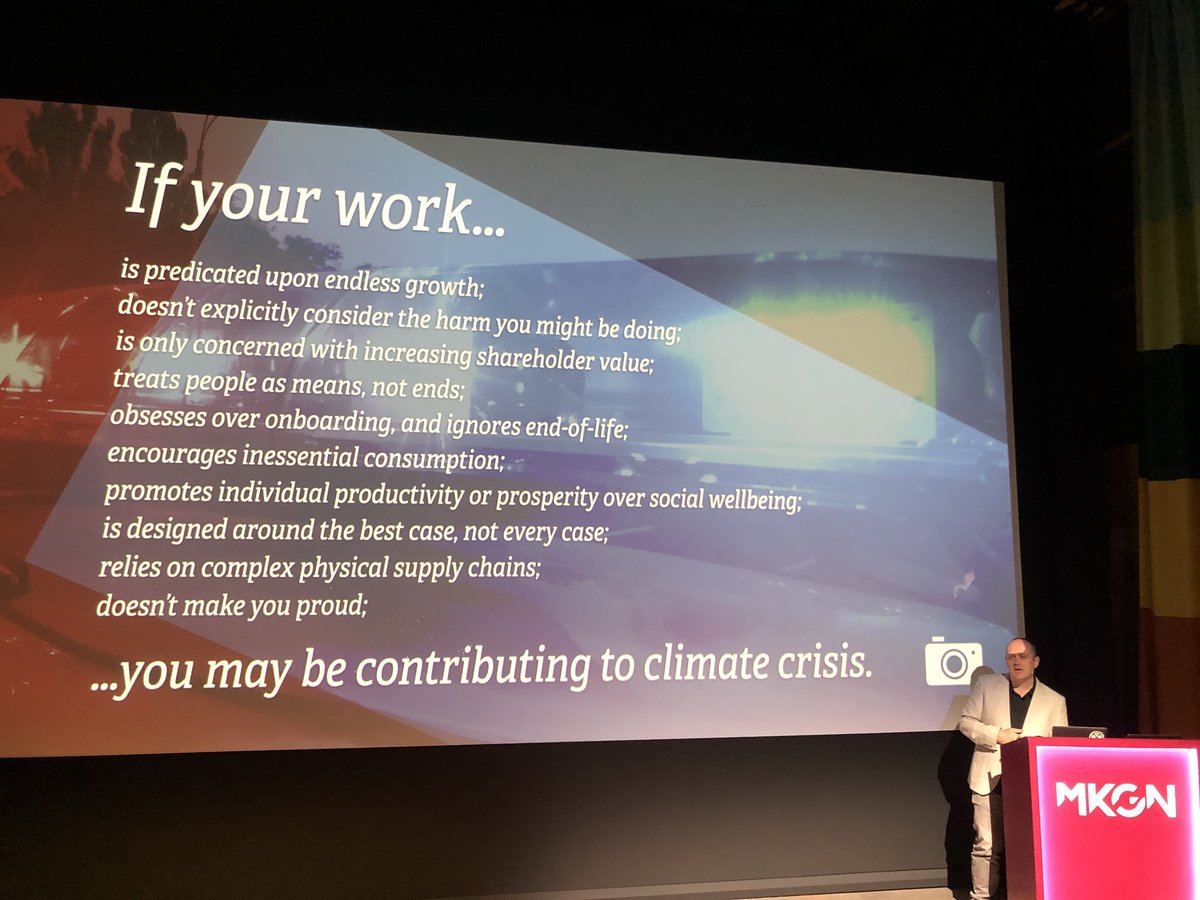 If your work...
is predicated upon endless growth;
doesn't explicitly consider the harm you might be doing;
is only concerned with increasing shareholder value;
treats people as means, not ends;
obsesses over onboarding, and ignores end-of-life;
encourages inessential consumption;
promotes individual productivity or prosperity over social wellbeing;
is designed around the best case, not every case;
relies on complex physical supply chains;
doesn't make you proud;
...you may be contributing to climate crisis.
MKGN